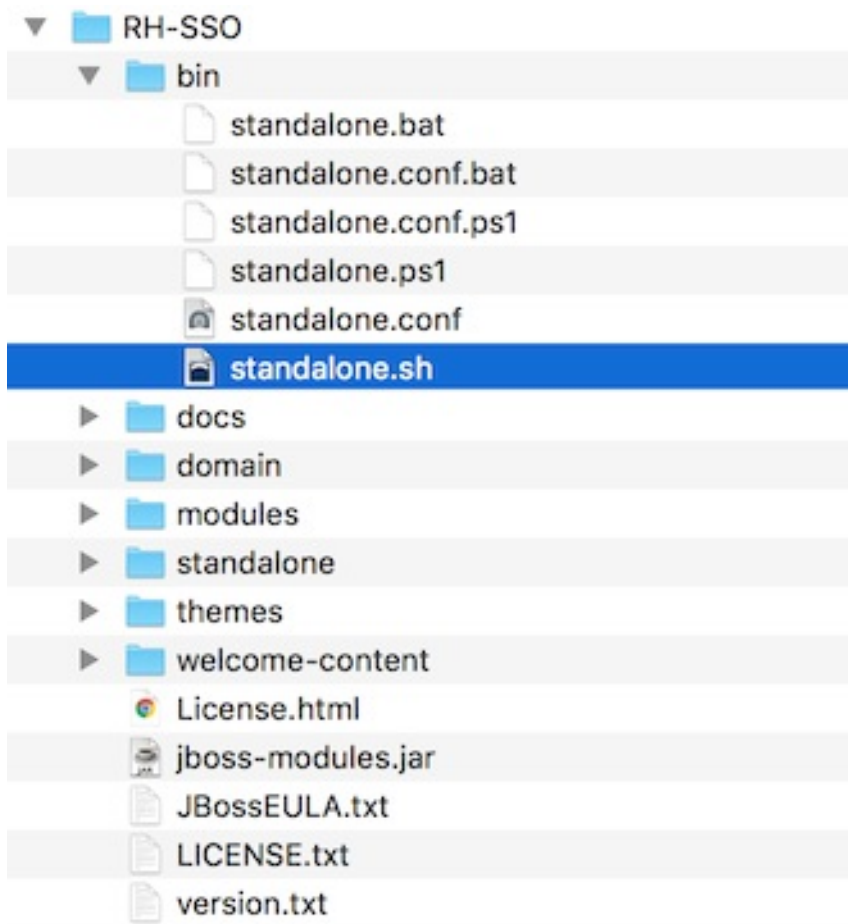 RH-SSO
bin
standalone.bat
standalone.conf.bat
standalone.conf.ps1
standalone.ps1
standalone.conf
standalone.sh
docs
domain
modules
standalone
themes
welcome-content
License.html
jboss-modules.jar
JBossEULA.txt
LICENSE.txt
version.txt